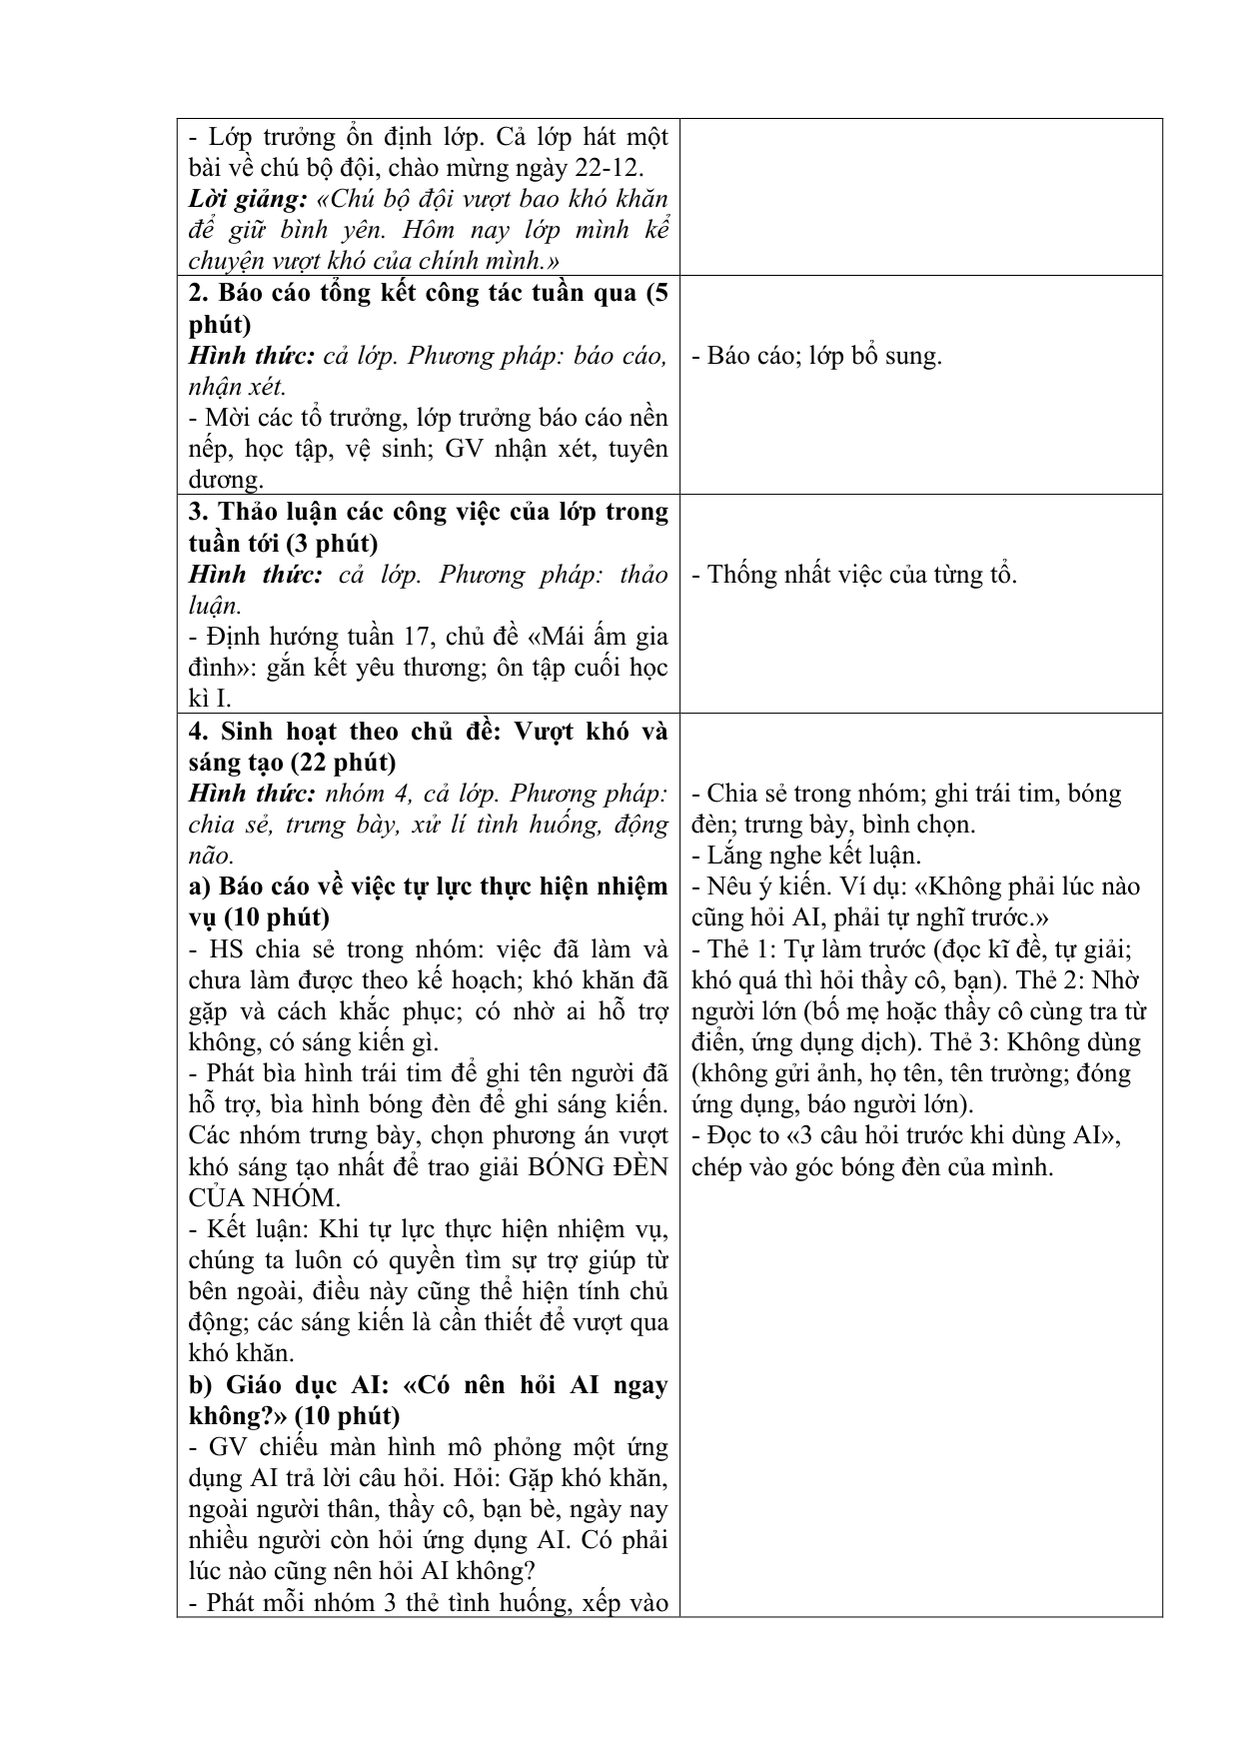 - Lớp trưởng ổn định lớp. Cả lớp hát một
bài về chú bộ đội, chào mừng ngày 22-12.
Lời giảng: «Chú bộ đội vượt bao khó khăn
để giữ bình yên. Hôm nay lớp mình kể
chuyện vượt khó của chính mình.»
2. Báo cáo tổng kết công tác tuần qua (5
phút)
Hình thức: cả lớp. Phương pháp: báo cáo,
nhận xét.
- Mời các tổ trưởng, lớp trưởng báo cáo nền
nếp, học tập, vệ sinh; GV nhận xét, tuyên
dương.
- Báo cáo; lớp bổ sung.
3. Thảo luận các công việc của lớp trong
tuần tới (3 phút)
Hình thức: cả lớp. Phương pháp: thảo
luận.
- Định hướng tuần 17, chủ đề «Mái ấm gia
đình»: gắn kết yêu thương; ôn tập cuối học
kì I.
- Thống nhất việc của từng tổ.
4. Sinh hoạt theo chủ đề: Vượt khó và
sáng tạo (22 phút)
Hình thức: nhóm 4, cả lớp. Phương pháp:
chia sẻ, trưng bày, xử lí tình huống, động
não.
a) Báo cáo về việc tự lực thực hiện nhiệm
vụ (10 phút)
- HS chia sẻ trong nhóm: việc đã làm và
chưa làm được theo kế hoạch; khó khăn đã
gặp và cách khắc phục; có nhờ ai hỗ trợ
không, có sáng kiến gì.
- Phát bìa hình trái tim để ghi tên người đã
hỗ trợ, bìa hình bóng đèn để ghi sáng kiến.
Các nhóm trưng bày, chọn phương án vượt
khó sáng tạo nhất để trao giải BÓNG ĐÈN
CỦA NHÓM.
- Kết luận: Khi tự lực thực hiện nhiệm vụ,
chúng ta luôn có quyền tìm sự trợ giúp từ
bên ngoài, điều này cũng thể hiện tính chủ
động; các sáng kiến là cần thiết để vượt qua
khó khăn.
b) Giáo dục AI: «Có nên hỏi AI ngay
không?» (10 phút)
- GV chiếu màn hình mô phỏng một ứng
dụng AI trả lời câu hỏi. Hỏi: Gặp khó khăn,
ngoài người thân, thầy cô, bạn bè, ngày nay
nhiều người còn hỏi ứng dụng AI. Có phải
lúc nào cũng nên hỏi AI không?
- Phát mỗi nhóm 3 thẻ tình huống, xếp vào
- Chia sẻ trong nhóm; ghi trái tim, bóng
đèn; trưng bày, bình chọn.
- Lắng nghe kết luận.
- Nêu ý kiến. Ví dụ: «Không phải lúc nào
cũng hỏi AI, phải tự nghĩ trước.»
- Thẻ 1: Tự làm trước (đọc kĩ đề, tự giải;
khó quá thì hỏi thầy cô, bạn). Thẻ 2: Nhờ
người lớn (bố mẹ hoặc thầy cô cùng tra từ
điển, ứng dụng dịch). Thẻ 3: Không dùng
(không gửi ảnh, họ tên, tên trường; đóng
ứng dụng, báo người lớn).
- Đọc to «3 câu hỏi trước khi dùng AI»,
chép vào góc bóng đèn của mình.